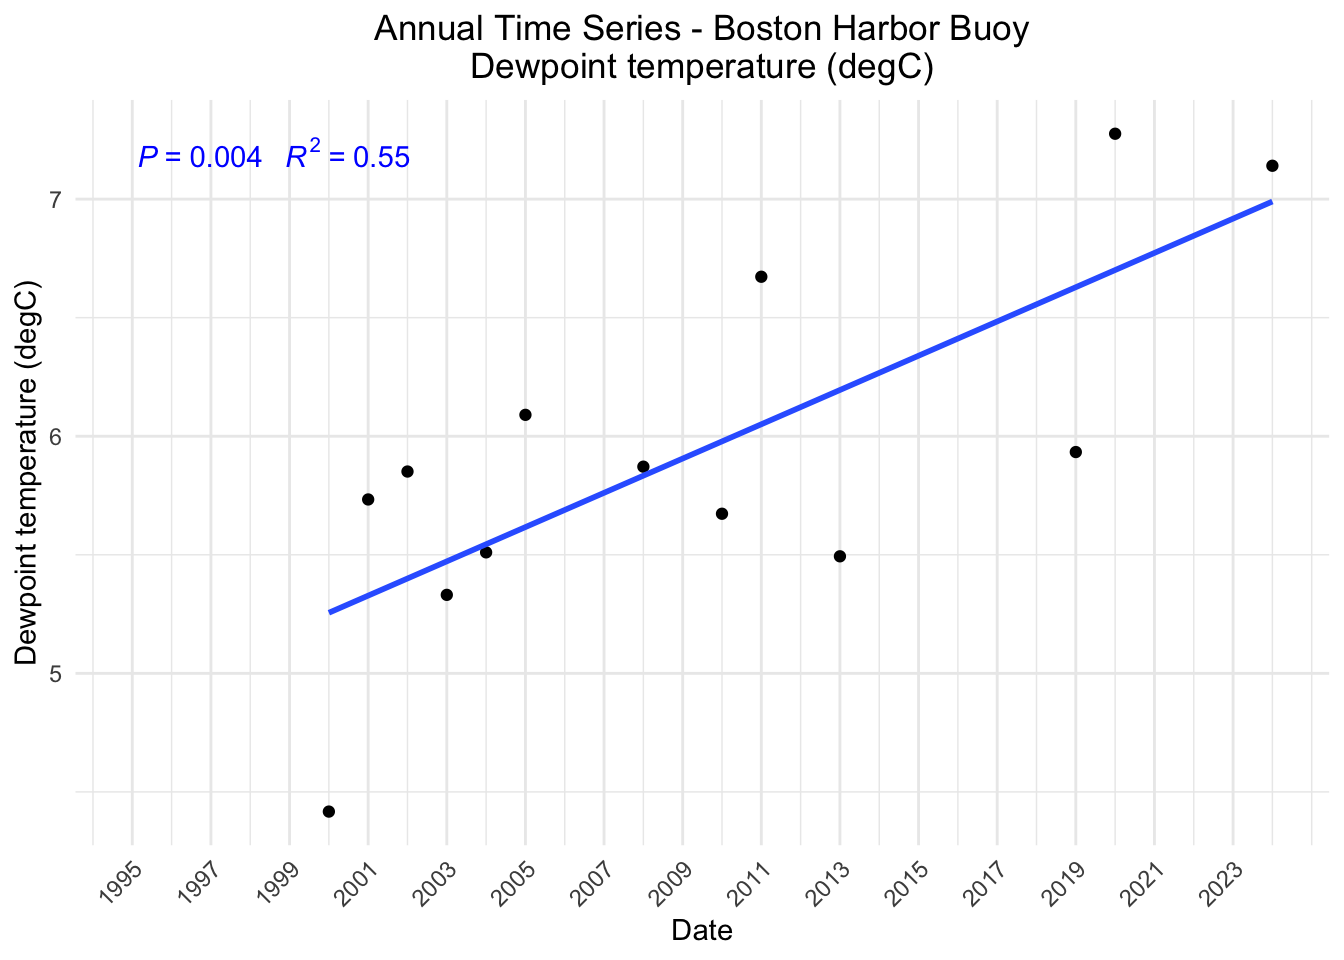 Annual Time Series - Boston Harbor Buoy
Dewpoint temperature (degC)
P = 0.004 R² = 0.55
Dewpoint temperature (degC)
7
6
5
1995 1997 1999 2001 2003 2005 2007 2009 2011 2013 2015 2017 2019 2021 2023
Date